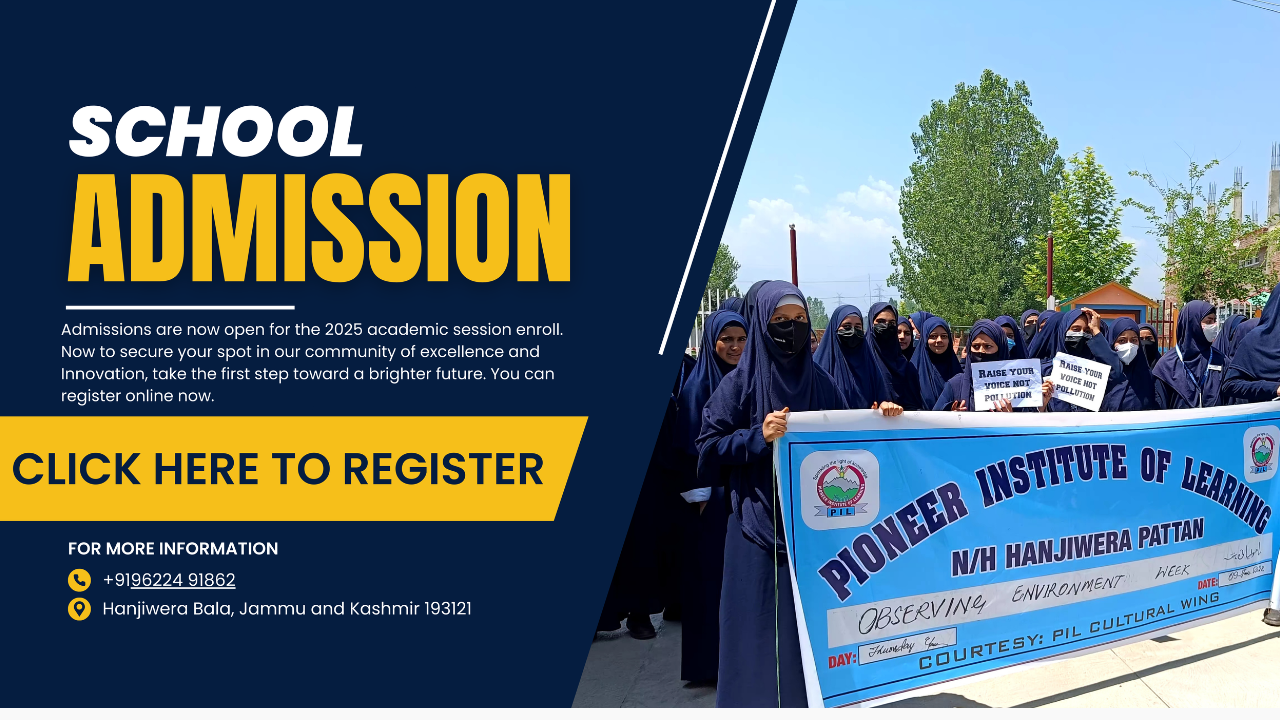 SCHOOL
ADMISSION
Admissions are now open for the 2025 academic session enroll.
Now to secure your spot in our community of excellence and
Innovation, take the first step toward a brighter future. You can
register online now.
CLICK HERE TO REGISTER
FOR MORE INFORMATION
+9196224 91862
Hanjiwera Bala, Jammu and Kashmir 193121
RAISE YOUR
VOICE NOT
POLLUTION
RAISE YOUR
VOICE NOT
POLLUTION
PIONEER INSTITUTE OF LEARNING
N/H HANJIWERA PATTAN
OBSERVING ENVIRONMENT WEEK
DATE:
DAY:
COURTESY: PIL CULTURAL WING
PIL